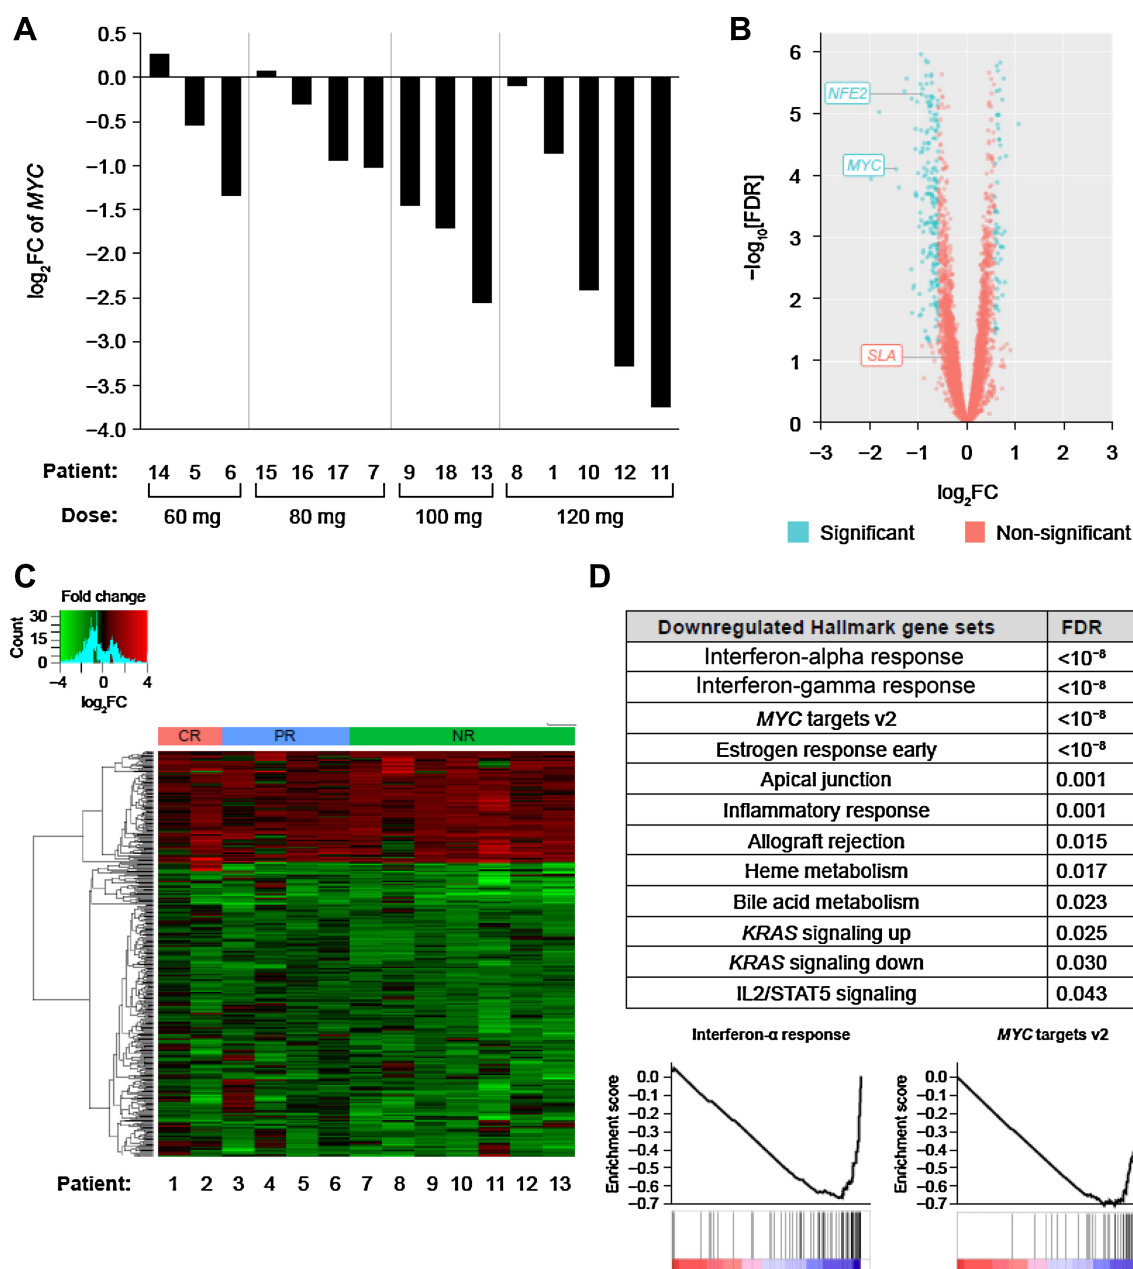 A
0.5
0.0
−0.5
−1.0
−1.5
−2.0
−2.5
−3.0
−3.5
−4.0
log2FC of MYC
Patient: 14 5 6 15 16 17 7 9 18 13 8 1 10 12 11
Dose: 60 mg 80 mg 100 mg 120 mg
B
6
5
4
3
2
1
0
−log10[FDR]
NFE2
MYC
SLA
−3 −2 −1 0 1 2 3
log2FC
Significant Non-significant
C
Fold change
Count
30
15
0
−4 0 4
log2FC
CR PR NR
Patient: 1 2 3 4 5 6 7 8 9 10 11 12 13
D
Downregulated Hallmark gene sets FDR
Interferon-alpha response <10−8
Interferon-gamma response <10−8
MYC targets v2 <10−8
Estrogen response early <10−8
Apical junction 0.001
Inflammatory response 0.001
Allograft rejection 0.015
Heme metabolism 0.017
Bile acid metabolism 0.023
KRAS signaling up 0.025
KRAS signaling down 0.030
IL2/STAT5 signaling 0.043
Interferon-α response
Enrichment score
0.0
−0.1
−0.2
−0.3
−0.4
−0.5
−0.6
−0.7
MYC targets v2
Enrichment score
0.0
−0.1
−0.2
−0.3
−0.4
−0.5
−0.6
−0.7